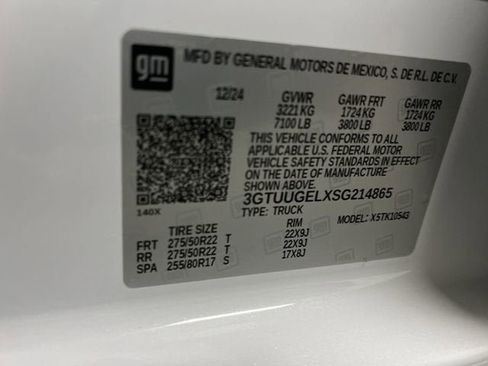 gm
MFD BY GENERAL MOTORS DE MEXICO, S. DE R.L. DE C.V.
12/24 GVWR GAWR FRT GAWR RR
3221 KG 1724 KG 1724 KG
7100 LB 3800 LB 3800 LB
THIS VEHICLE CONFORMS TO ALL
APPLICABLE U.S. FEDERAL MOTOR
VEHICLE SAFETY STANDARDS IN EFFECT
ON THE DATE OF MANUFACTURE
3GTUUGELXSG214865
140X TYPE: TRUCK MODEL: XSTK10543
TIRE SIZE RIM
FRT 275/50R22 T 22X9J
RR 275/50R22 T 22X9J
SPA 255/80R17 S 17X8J